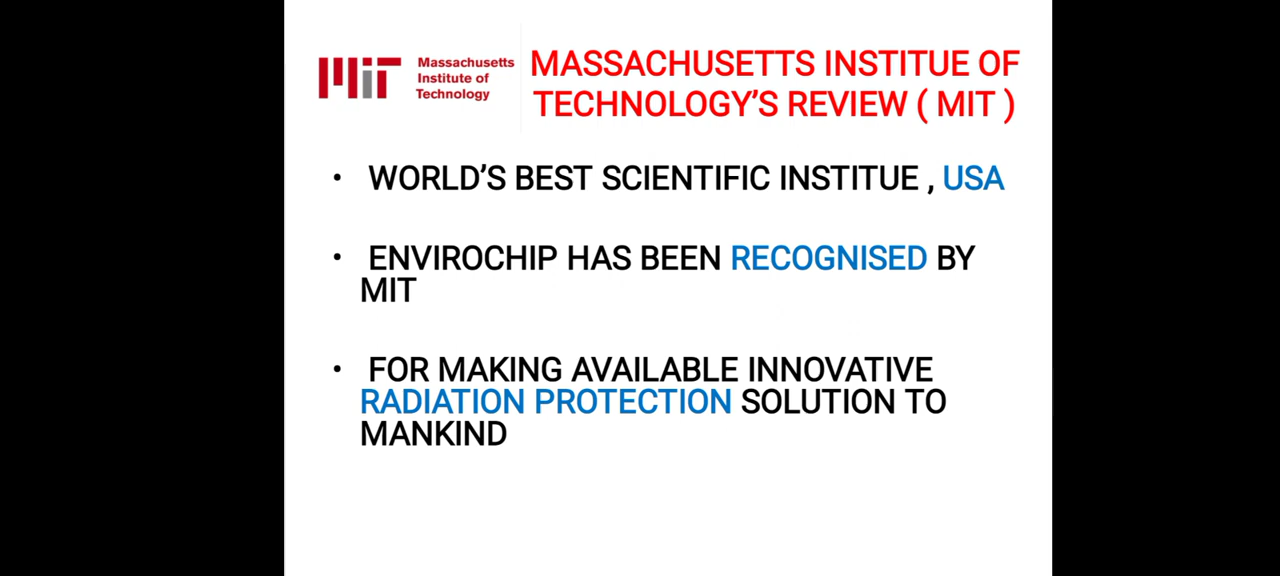 MiT Massachusetts
Institute of
Technology
MASSACHUSETTS INSTITUE OF
TECHNOLOGY'S REVIEW ( MIT )
• WORLD'S BEST SCIENTIFIC INSTITUE , USA
• ENVIROCHIP HAS BEEN RECOGNISED BY
MIT
• FOR MAKING AVAILABLE INNOVATIVE
RADIATION PROTECTION SOLUTION TO
MANKIND